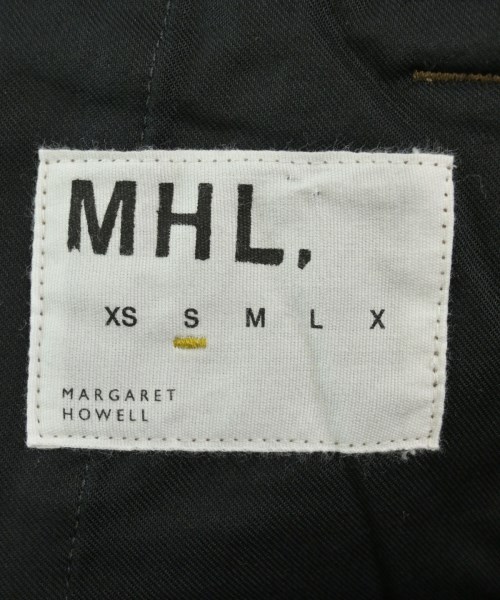 MHL.
XS S M L X
MARGARET
HOWELL